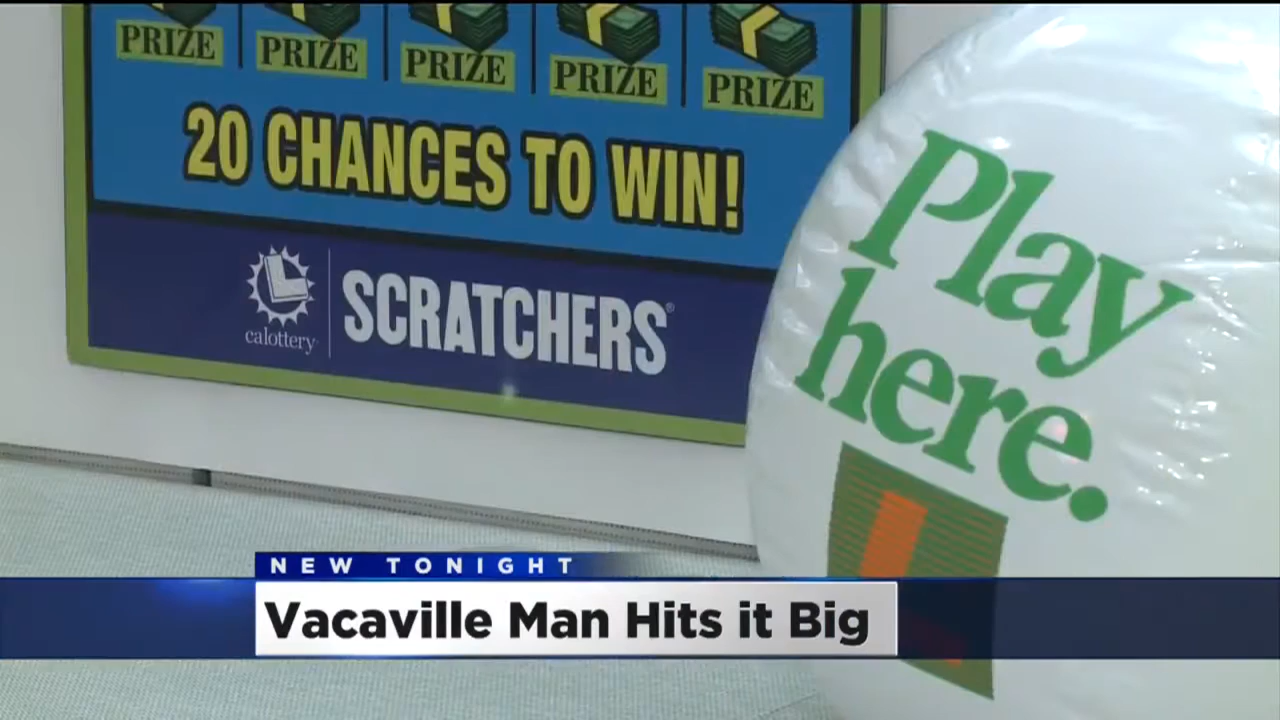 PRIZE PRIZE PRIZE PRIZE PRIZE
20 CHANCES TO WIN!
calottery SCRATCHERS®
Play
here.
NEW TONIGHT
Vacaville Man Hits it Big